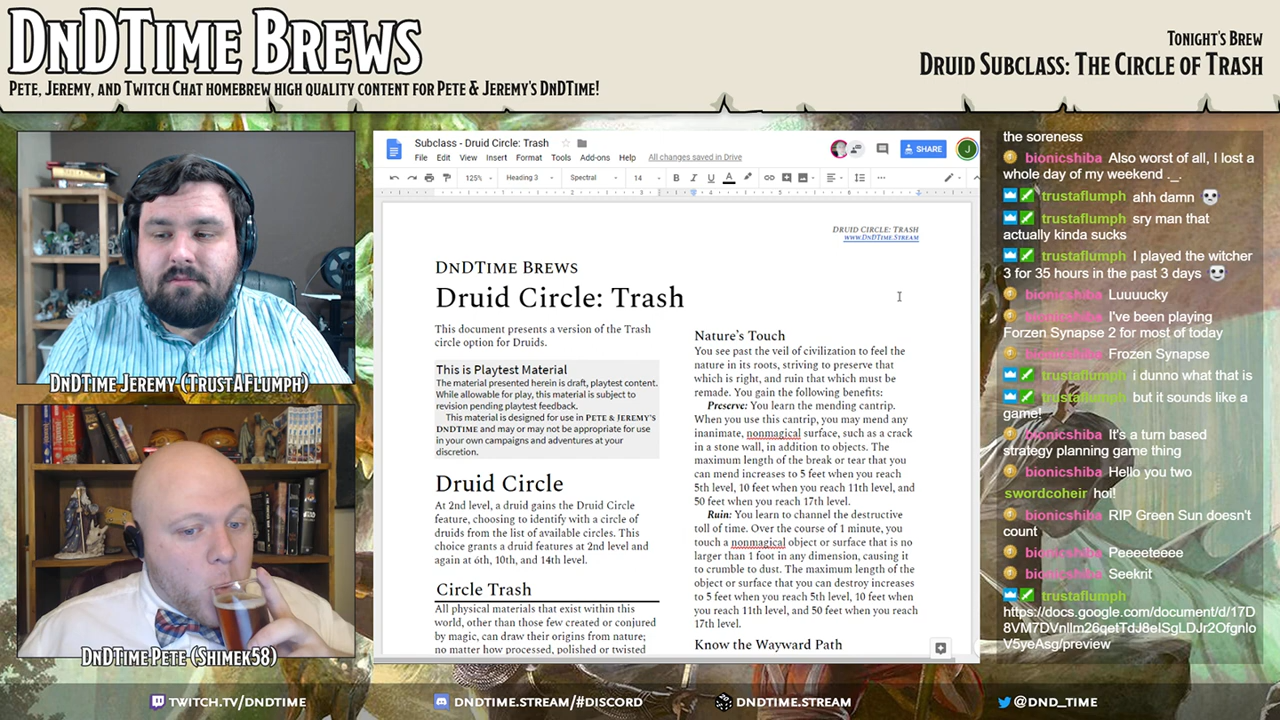 DnDTime Brews
Pete, Jeremy, and Twitch Chat homebrew high quality content for Pete & Jeremy's DnDTime!
Tonight's Brew
Druid Subclass: The Circle of Trash
DnDTime Jeremy (TrustAFlumph)
DnDTime Pete (Shimek58)
Subclass - Druid Circle: Trash
File Edit View Insert Format Tools Add-ons Help All changes saved in Drive
SHARE
J
125% Heading 3 Spectral 14 B I U A
Druid Circle: Trash
www.DnDTime.Stream
DnDTime Brews
Druid Circle: Trash
This document presents a version of the Trash
circle option for Druids.
This is Playtest Material
The material presented herein is draft, playtest content.
While allowable for play, this material is subject to
revision pending playtest feedback.
This material is designed for use in Pete & Jeremy's
DnDTime and may or may not be appropriate for use
in your own campaigns and adventures at your
discretion.
Druid Circle
At 2nd level, a druid gains the Druid Circle
feature, choosing to identify with a circle of
druids from the list of available circles. This
choice grants a druid features at 2nd level and
again at 6th, 10th, and 14th level.
Circle Trash
All physical materials that exist within this
world, other than those few created or conjured
by magic, can draw their origins from nature;
no matter how processed, polished or twisted
Nature's Touch
You see past the veil of civilization to feel the
nature in its roots, striving to preserve that
which is right, and ruin that which must be
remade. You gain the following benefits:
Preserve: You learn the mending cantrip.
When you use this cantrip, you may mend any
inanimate, nonmagical surface, such as a crack
in a stone wall, in addition to objects. The
maximum length of the break or tear that you
can mend increases to 5 feet when you reach
5th level, 10 feet when you reach 11th level, and
50 feet when you reach 17th level.
Ruin: You learn to channel the destructive
toll of time. Over the course of 1 minute, you
touch a nonmagical object or surface that is no
larger than 1 foot in any dimension, causing it
to crumble to dust. The maximum length of the
object or surface that you can destroy increases
to 5 feet when you reach 5th level, 10 feet when
you reach 11th level, and 50 feet when you reach
17th level.
Know the Wayward Path
the soreness
bionicshiba Also worst of all, I lost a
whole day of my weekend ._.
trustaflumph ahh damn
trustaflumph sry man that
actually kinda sucks
trustaflumph I played the witcher
3 for 35 hours in the past 3 days
bionicshiba Luuuucky
bionicshiba I've been playing
Forzen Synapse 2 for most of today
bionicshiba Frozen Synapse
trustaflumph i dunno what that is
trustaflumph but it sounds like a
game!
bionicshiba It's a turn based
strategy planning game thing
bionicshiba Hello you two
swordcoheir hoi!
bionicshiba RIP Green Sun doesn't
count
bionicshiba Peeeeteeee
bionicshiba Seekrit
trustaflumph
https://docs.google.com/document/d/17D
8VM7DVnllm26qetTdJ8eISgLDJr2OfgnIo
V5yeAsg/preview
twitch.tv/dndtime
dndtime.stream/#discord
dndtime.stream
@dnd_time